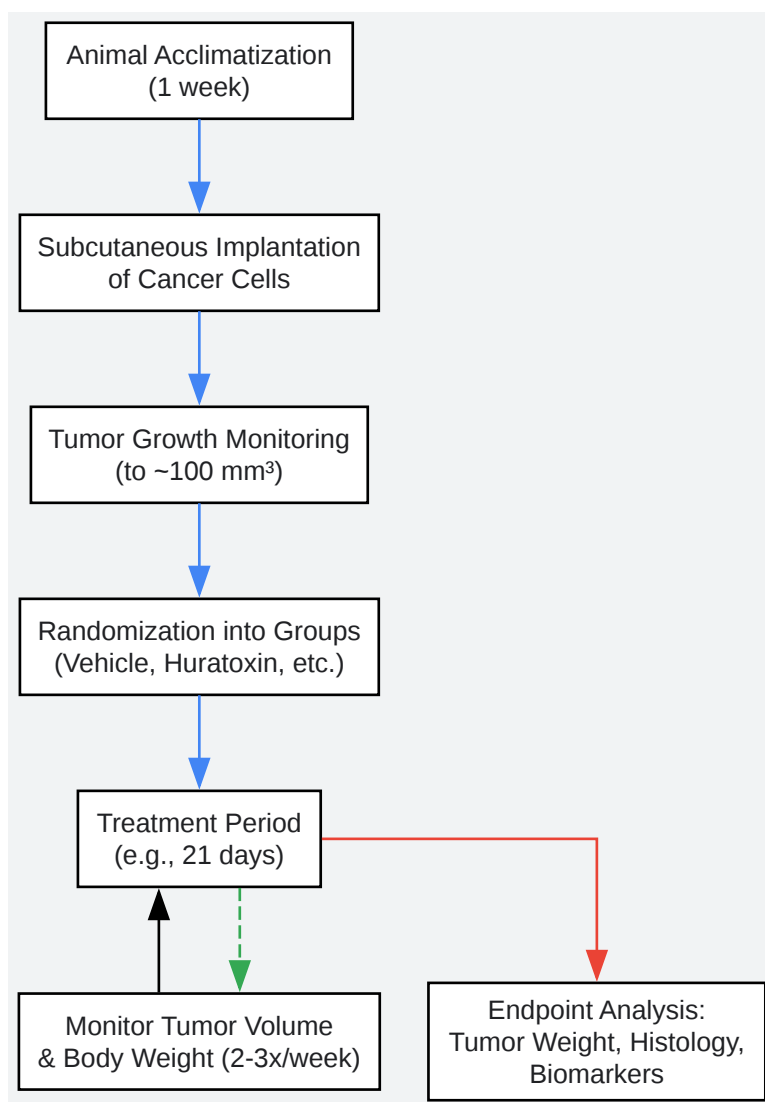 Animal Acclimatization
(1 week)
Subcutaneous Implantation
of Cancer Cells
Tumor Growth Monitoring
(to ~100 mm³)
Randomization into Groups
(Vehicle, Huratoxin, etc.)
Treatment Period
(e.g., 21 days)
Monitor Tumor Volume
& Body Weight (2-3x/week)
Endpoint Analysis:
Tumor Weight, Histology,
Biomarkers